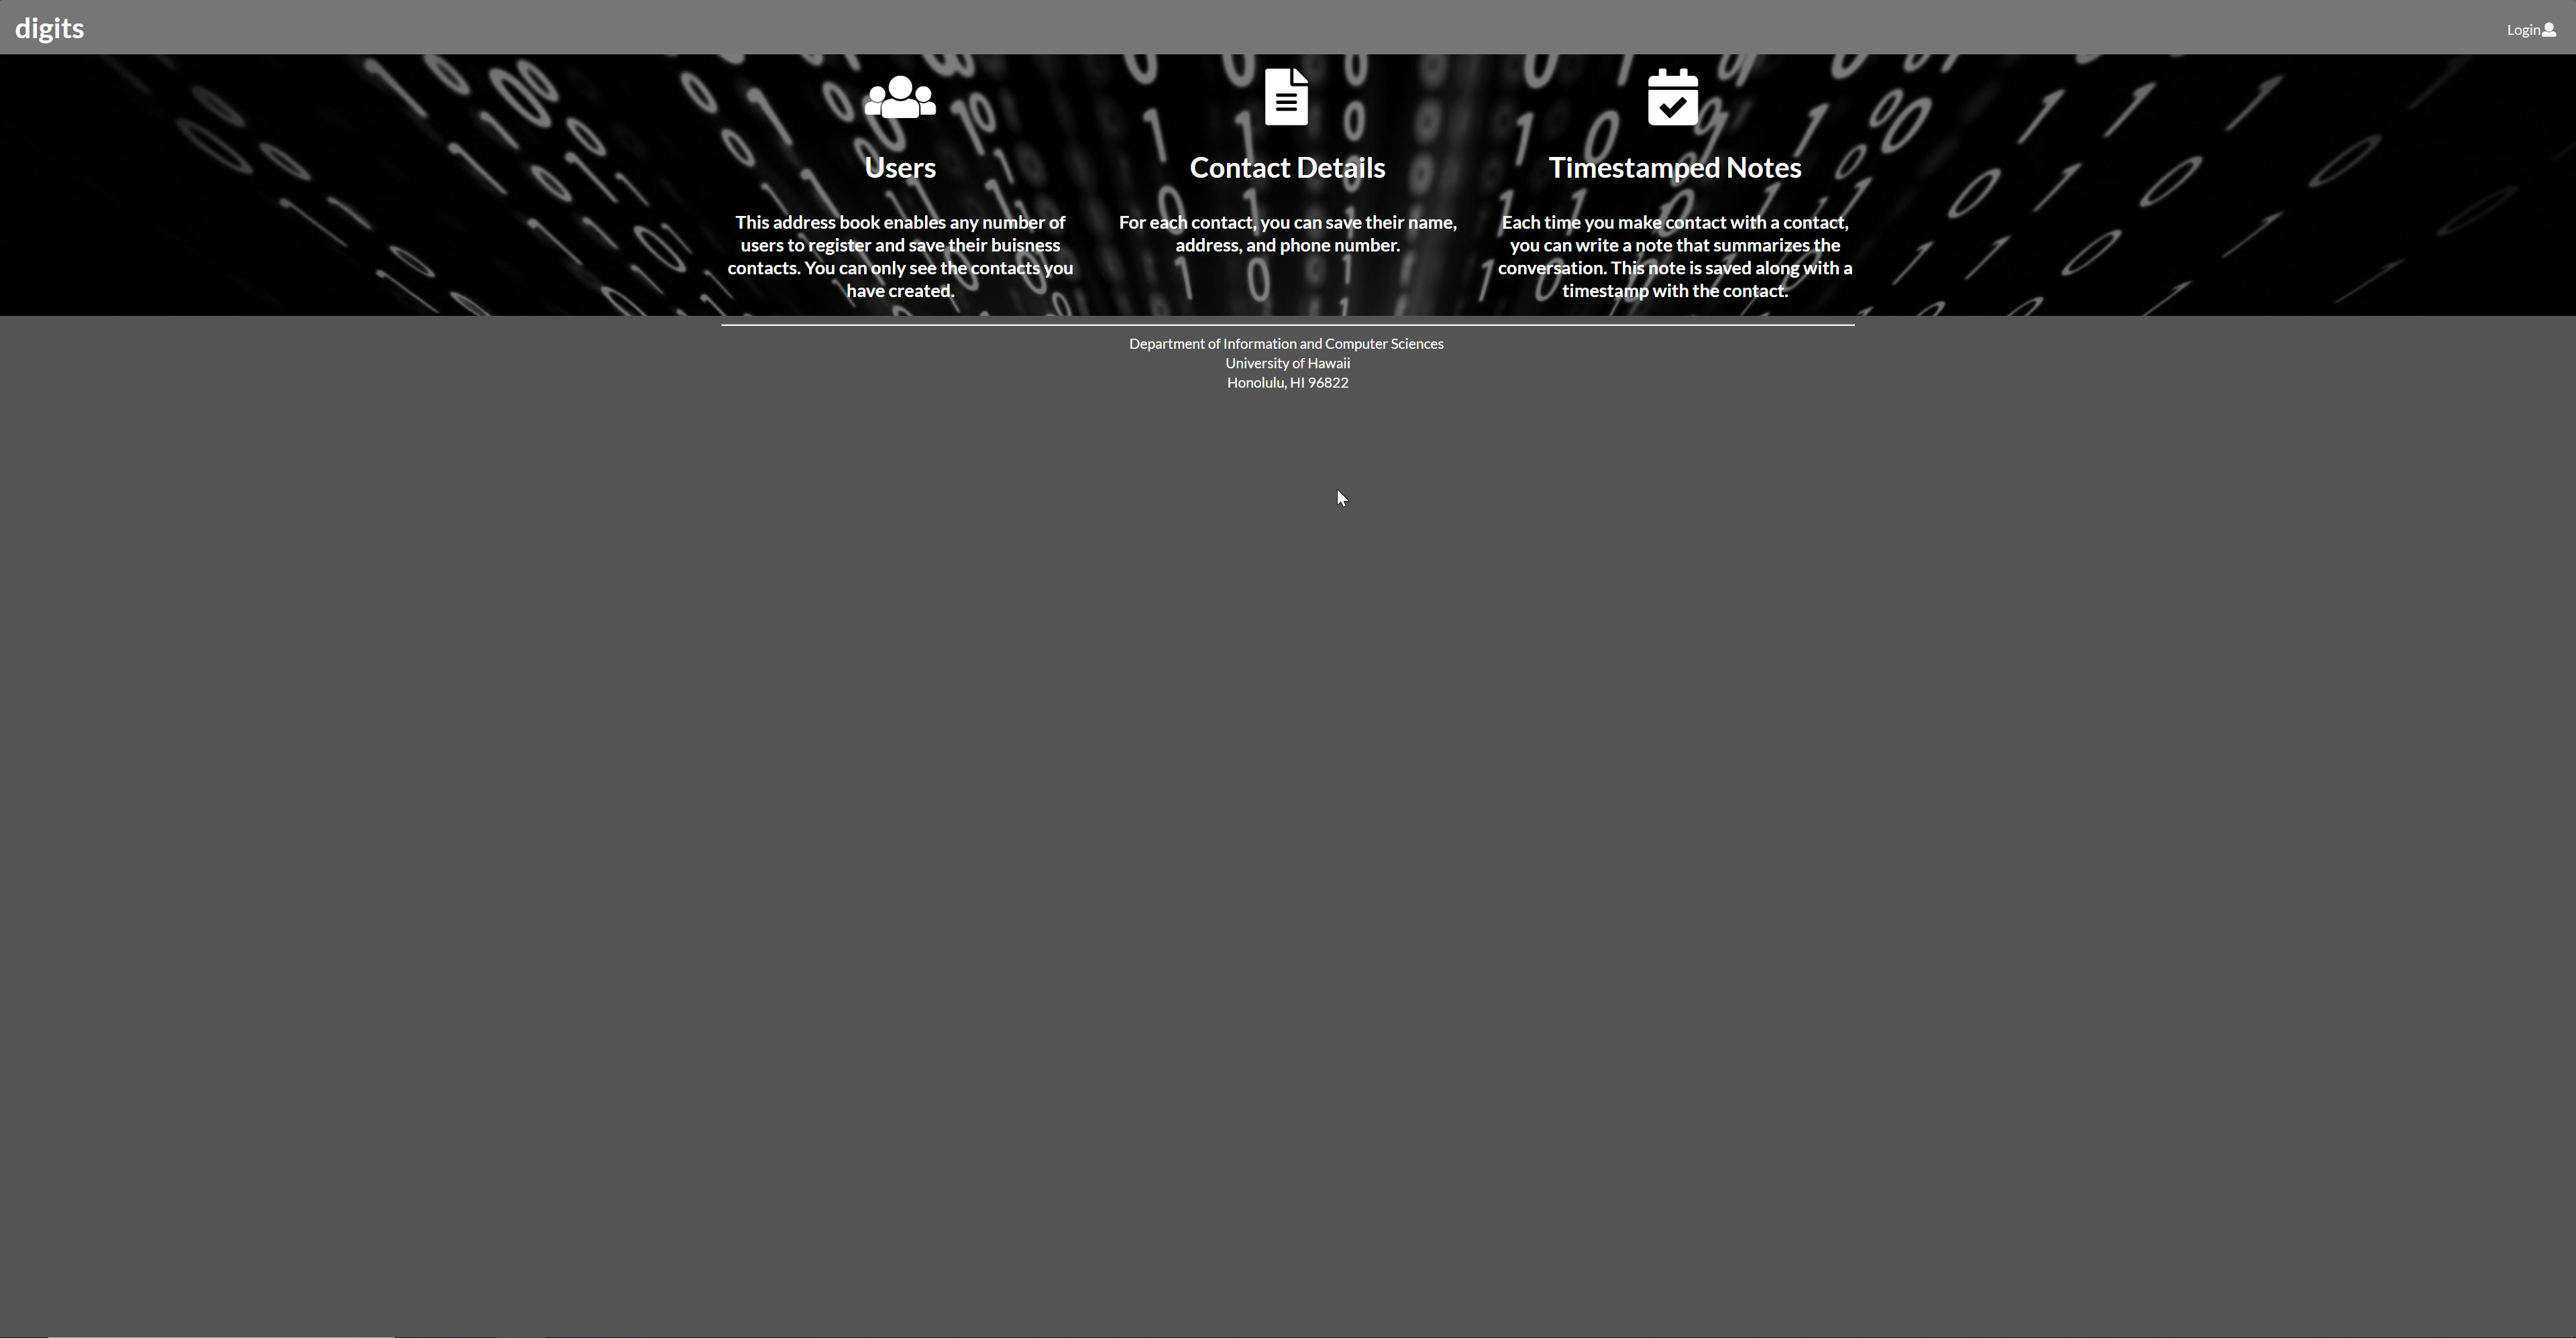 digits
Login
Users
This address book enables any number of
users to register and save their buisness
contacts. You can only see the contacts you
have created.
Contact Details
For each contact, you can save their name,
address, and phone number.
Timestamped Notes
Each time you make contact with a contact,
you can write a note that summarizes the
conversation. This note is saved along with a
timestamp with the contact.
Department of Information and Computer Sciences
University of Hawaii
Honolulu, HI 96822